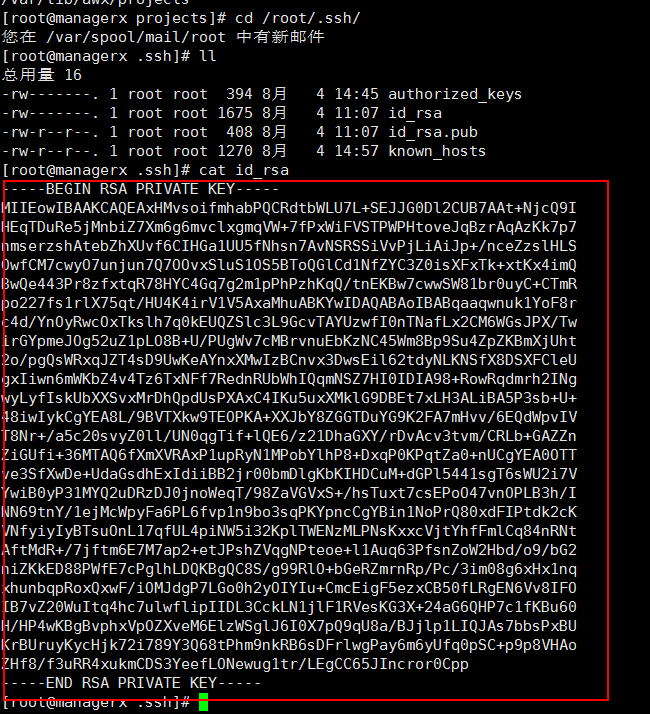 /var/lib/awx/projects
[root@managerx projects]# cd /root/.ssh/
您在 /var/spool/mail/root 中有新邮件
[root@managerx .ssh]# ll
总用量 16
-rw-------. 1 root root  394 8月   4 14:45 authorized_keys
-rw-------. 1 root root 1675 8月   4 11:07 id_rsa
-rw-r--r--. 1 root root  408 8月   4 11:07 id_rsa.pub
-rw-r--r--. 1 root root 1270 8月   4 14:57 known_hosts
[root@managerx .ssh]# cat id_rsa
-----BEGIN RSA PRIVATE KEY-----
MIIEowIBAAKCAQEAxHMvsoifmhabPQCRdtbWLU7L+SEJJG0Dl2CUB7AAt+NjcQ9I
HEqTDuRe5jMnbiZ7Xm6g6mvclxgmqVW+7fPxWiFVSTPWPHtoveJqBzrAqAzKk7p7
nmserzshAtebZhXUvf6CIHGa1UU5fNhsn7AvNSRSSiVvPjLiAiJp+/nceZzslHLS
OwfCM7cwyO7unjun7Q7OOvxSluS1OS5BToQGlCd1NfZYC3Z0isXFxTk+xtKx4imQ
BwQe443Pr8zfxtqR78HYC4Gq7g2m1pPhPzhKqQ/tnEKBw7cwwSW81br0uyC+CTmR
po227fs1rlX75qt/HU4K4irV1V5AxaMhuABKYwIDAQABAoIBABqaaqwnuk1YoF8r
c4d/YnOyRwcOxTkslh7q0kEUQZSlc3L9GcvTAYUzwfI0nTNafLx2CM6WGsJPX/Tw
irGYpmeJOg52uZ1pLO8B+U/PUgWv7cMBrvnuEbKzNC45Wm8Bp9Su4ZpZKBmXjUht
2o/pgQsWRxqJZT4sD9UwKeAYnxXMwIzBCnvx3DwsEil62tdyNLKNSfX8DSXFCleU
gxIiwn6mWKbZ4v4Tz6TxNFf7RednRUbWhIQqmNSZ7HI0IDIA98+RowRqdmrh2INg
wyLyfIskUbXXSvxMrDhQpdUsPXAxC4IKu5uxXMklG9DBEt7xLH3ALiBA5P3sb+U+
48iwIykCgYEA8L/9BVTXkw9TEOPKA+XXJbY8ZGGTDuYG9K2FA7mHvv/6EQdWpvIV
T8Nr+/a5c20svyZ0ll/UN0qgTif+lQE6/z21DhaGXY/rDvAcv3tvm/CRLb+GAZZn
ZiGUfi+36MTAQ6fXmXVRAxP1upRyN1MPobYlhP8+DxqP0KPqtZa0+nUCgYEA0OTT
ve3SfXwDe+UdaGsdhExIdiiBB2jr00bmDlgKbKIHDCuM+dGPl5441sgT6sWU2i7V
YwiB0yP31MYQ2uDRzDJ0jnoWeqT/98ZaVGVxS+/hsTuxt7csEPoO47vnOPLB3h/I
NN69tnY/1ejMcWpyFa6PL6fvp1n9bo3sqPKYpncCgYBin1NoPrQ80xdFIPtdk2cK
VNfyiyIyBTsuOnL17qfUL4piNW5i32KplTWENzMLPNsKxxcVjtYhfFmlCq84nRNt
AftMdR+/7jftm6E7M7ap2+etJPshZVqgNPteoe+l1Auq63PfsnZoW2Hbd/o9/bG2
niZKkED88PWfE7cPglhLDQKBgQC8S/g99RlO+bGeRZmrnRp/Pc/3im08g6xHx1nq
xhunbqpRoxQxwF/iOMJdgP7LGo0h2yOIYIu+CmcEigF5ezxCB50fLRgEN6Vv8IFO
IB7vZ20WuItq4hc7ulwflipIIDL3CckLN1jlF1RVesKG3X+24aG6QHP7c1fKBu60
H/HP4wKBgBvphxVpOZXveM6ElzWSglJ6I0X7pQ9qU8a/BJjlp1LIQJAs7bbsPxBU
KrBUruyKycHjk72i789Y3Q68tPhm9nkRB6sDFrlwgPay6m6yUfq0pSC+p9p8VHAo
ZHf8/f3uRR4xukmCDS3YeefLONewug1tr/LEgCC65JIncror0Cpp
-----END RSA PRIVATE KEY-----
[root@managerx .ssh]#